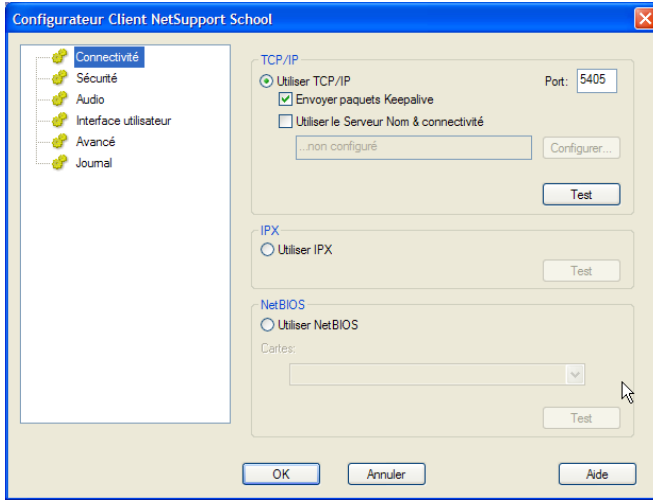 Configurateur Client NetSupport School
Connectivité
Sécurité
Audio
Interface utilisateur
Avancé
Journal
TCP/IP
Utiliser TCP/IP
Port: 5405
Envoyer paquets Keepalive
Utiliser le Serveur Nom & connectivité
...non configuré
Configurer...
Test
IPX
Utiliser IPX
Test
NetBIOS
Utiliser NetBIOS
Cartes:
Test
OK Annuler Aide